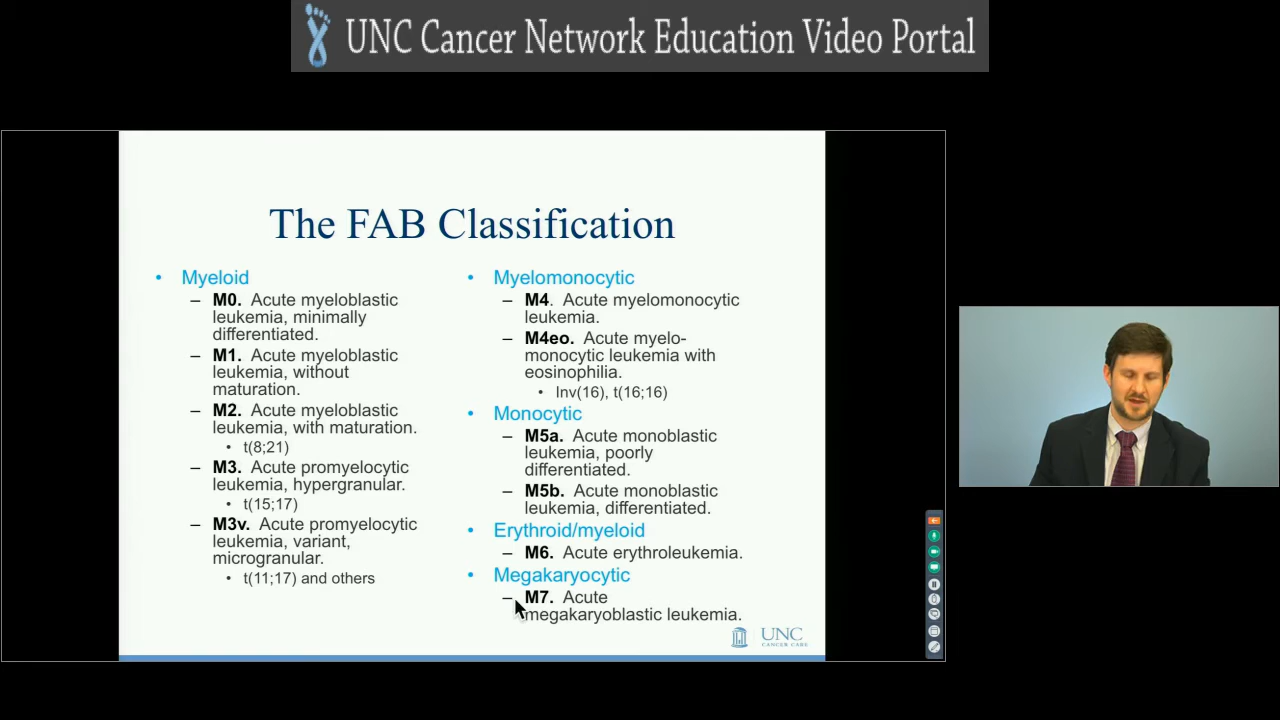 UNC Cancer Network Education Video Portal
The FAB Classification
• Myeloid
– M0. Acute myeloblastic
leukemia, minimally
differentiated.
– M1. Acute myeloblastic
leukemia, without
maturation.
– M2. Acute myeloblastic
leukemia, with maturation.
• t(8;21)
– M3. Acute promyelocytic
leukemia, hypergranular.
• t(15;17)
– M3v. Acute promyelocytic
leukemia, variant,
microgranular.
• t(11;17) and others
• Myelomonocytic
– M4. Acute myelomonocytic
leukemia.
– M4eo. Acute myelo-
monocytic leukemia with
eosinophilia.
• Inv(16), t(16;16)
• Monocytic
– M5a. Acute monoblastic
leukemia, poorly
differentiated.
– M5b. Acute monoblastic
leukemia, differentiated.
• Erythroid/myeloid
– M6. Acute erythroleukemia.
• Megakaryocytic
– M7. Acute
megakaryoblastic leukemia.
UNC
CANCER CARE